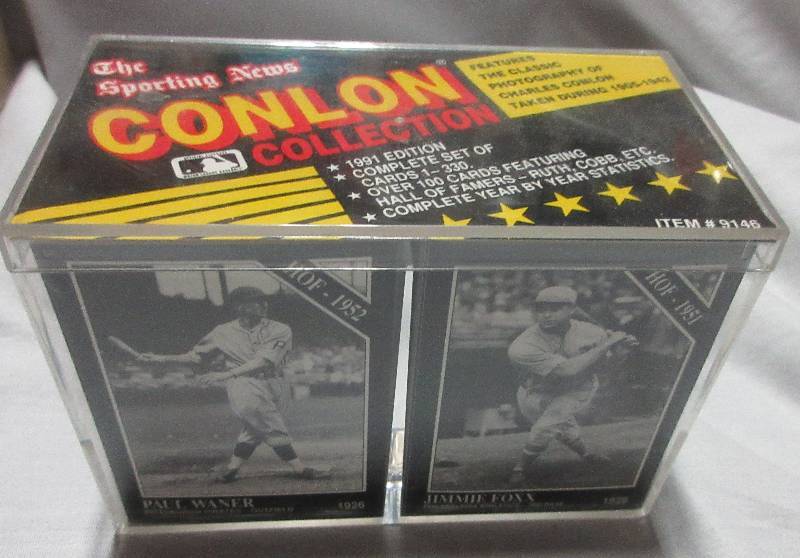 The
Sporting News
CONLON®
COLLECTION
FEATURES
THE CLASSIC
PHOTOGRAPHY OF
CHARLES CONLON
TAKEN DURING 1905-1942
★ 1991 EDITION
★ COMPLETE SET OF
CARDS 1-330.
★ OVER 100 CARDS FEATURING
HALL OF FAMERS - RUTH, COBB, ETC.
★ COMPLETE YEAR BY YEAR STATISTICS.
ITEM # 9146
HOF - 1952
PAUL WANER 1926
HOF - 1951
JIMMIE FOXX